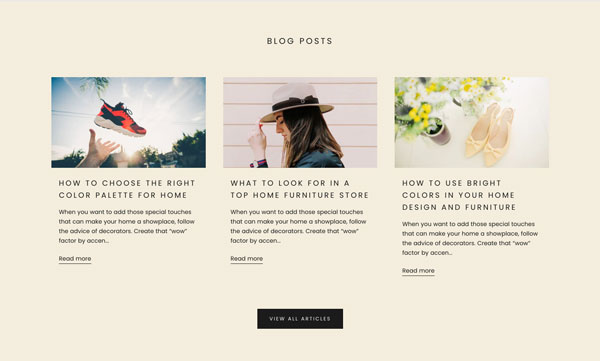 BLOG POSTS
HOW TO CHOOSE THE RIGHT
COLOR PALETTE FOR HOME
When you want to add those special touches
that can make your home a showplace, follow
the advice of decorators. Create that "wow"
factor by accen...
Read more
WHAT TO LOOK FOR IN A
TOP HOME FURNITURE STORE
When you want to add those special touches
that can make your home a showplace, follow
the advice of decorators. Create that "wow"
factor by accen...
Read more
HOW TO USE BRIGHT
COLORS IN YOUR HOME
DESIGN AND FURNITURE
When you want to add those special touches
that can make your home a showplace, follow
the advice of decorators. Create that "wow"
factor by accen...
Read more
VIEW ALL ARTICLES